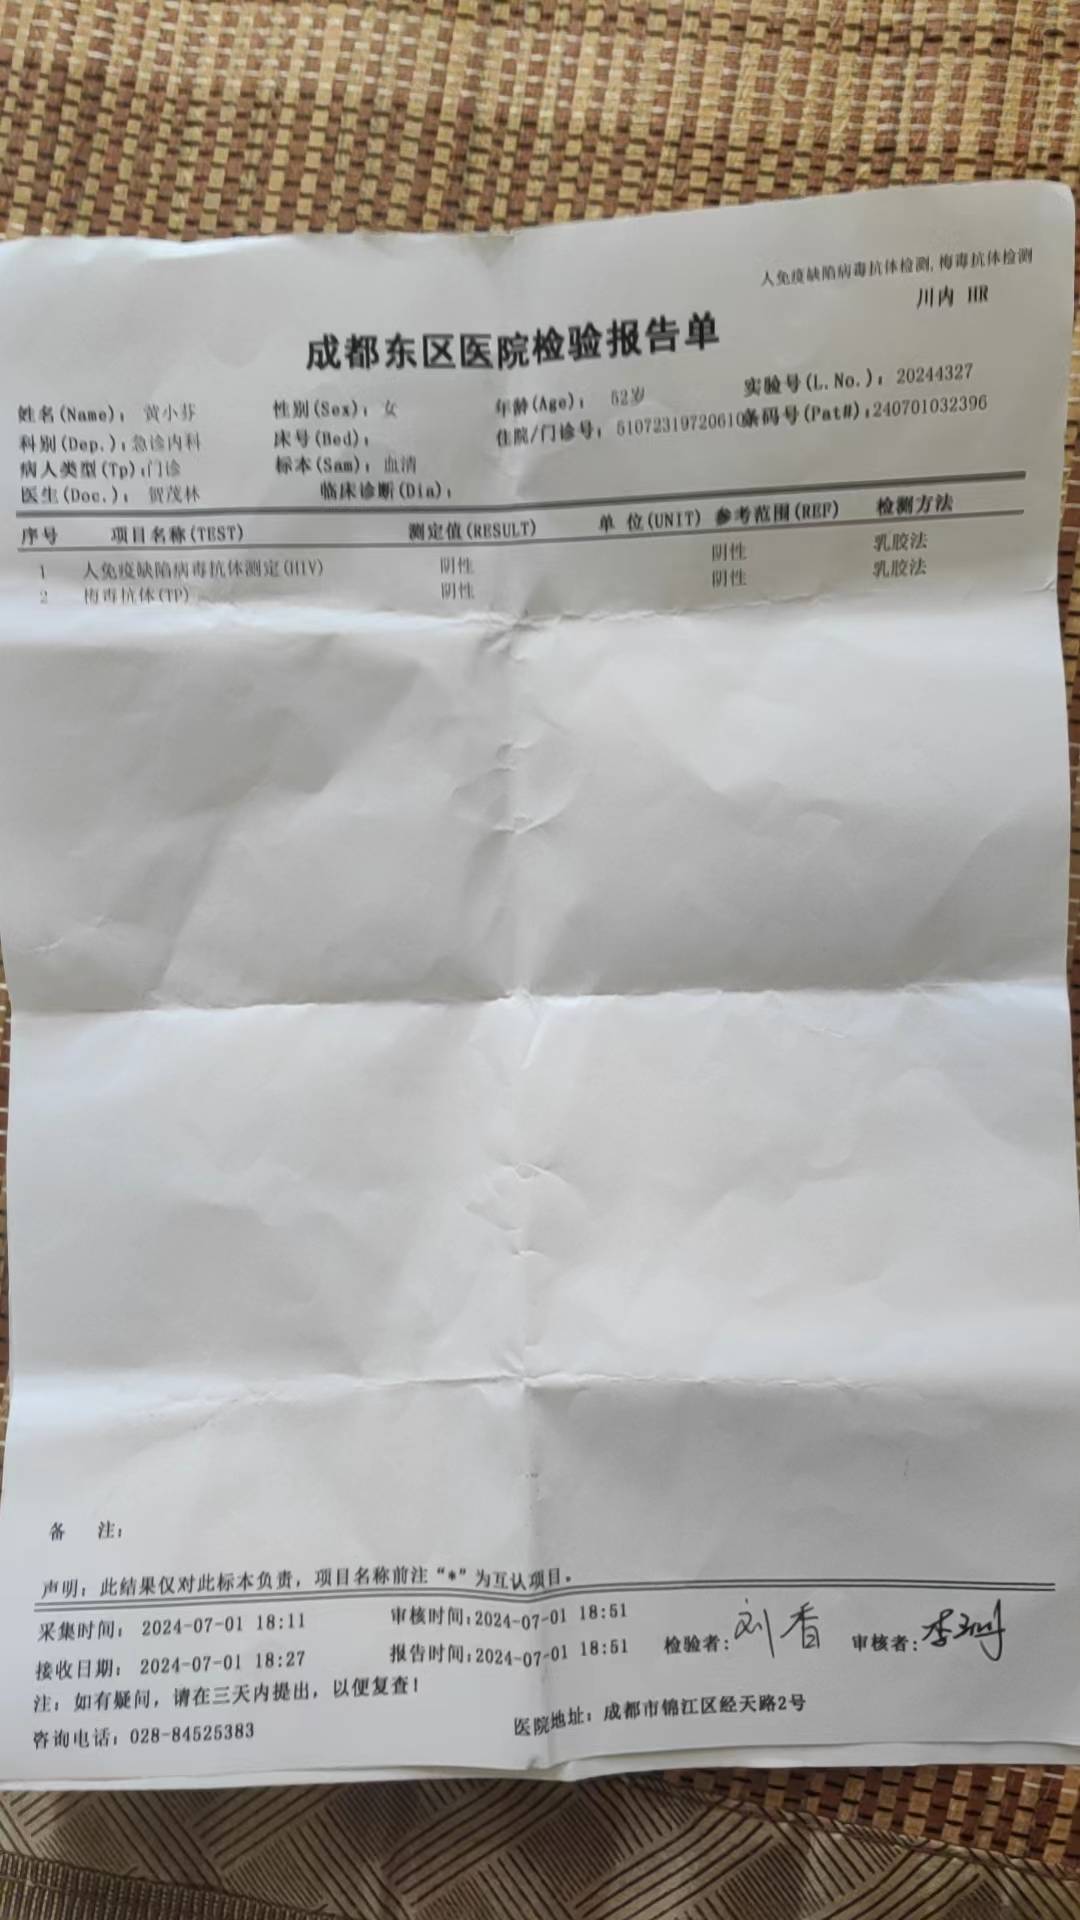 人免疫缺陷病毒抗体检测,梅毒抗体检测
川内 HR
成都东区医院检验报告单
姓名(Name): 黄小芬 性别(Sex): 女 年龄(Age): 52岁 实验号(L.No.): 20244327
科别(Dep.):急诊内科 床号(Bed): 住院/门诊号: 51072319720610 条码号(Pat#):240701032396
病人类型(Tp):门诊 标本(Sam): 血清
医生(Doc.): 贺茂林 临床诊断(Dia):
序号 项目名称(TEST) 测定值(RESULT) 单 位(UNIT) 参考范围(REF) 检测方法
1 人免疫缺陷病毒抗体测定(HIV) 阴性 阴性 乳胶法
2 梅毒抗体(TP) 阴性 阴性 乳胶法
备 注:
声明: 此结果仅对此标本负责, 项目名称前注“*”为互认项目.
采集时间: 2024-07-01 18:11 审核时间:2024-07-01 18:51
接收日期: 2024-07-01 18:27 报告时间:2024-07-01 18:51 检验者: 刘香 审核者:
注: 如有疑问, 请在三天内提出, 以便复查!
咨询电话: 028-84525383 医院地址: 成都市锦江区经天路2号